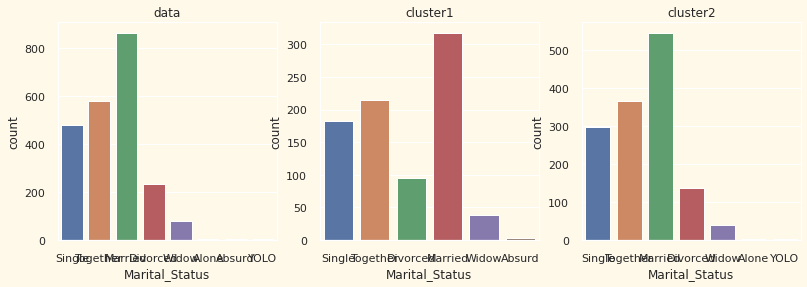 data
count
800
600
400
200
0
Single Together Married Divorced Widow Alone Absurd YOLO
Marital_Status
cluster1
count
300
250
200
150
100
50
0
Single Together Divorced Married Widow Absurd
Marital_Status
cluster2
count
500
400
300
200
100
0
Single Together Married Divorced Widow Alone YOLO
Marital_Status